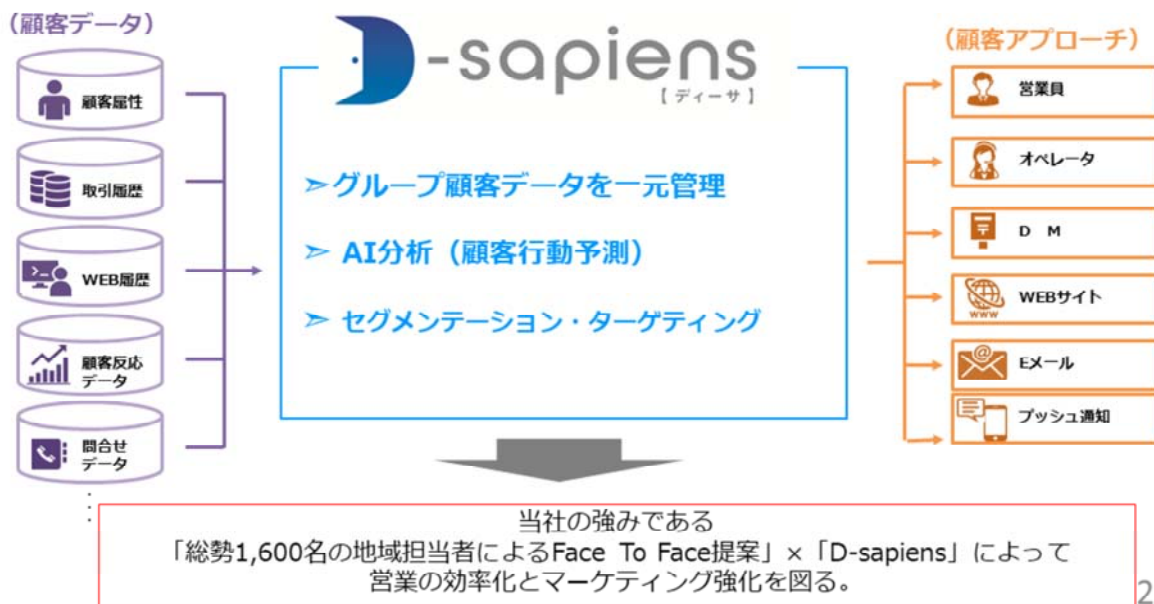 （顧客データ）
顧客属性
取引履歴
WEB履歴
顧客反応
データ
問合せ
データ
D-sapiens
【ディーサ】
➢グループ顧客データを一元管理
➢ AI分析（顧客行動予測）
➢ セグメンテーション・ターゲティング
（顧客アプローチ）
営業員
オペレータ
D M
WEBサイト
WWW
Eメール
プッシュ通知
当社の強みである
「総勢1,600名の地域担当者によるFace To Face提案」×「D-sapiens」によって
営業の効率化とマーケティング強化を図る。
2